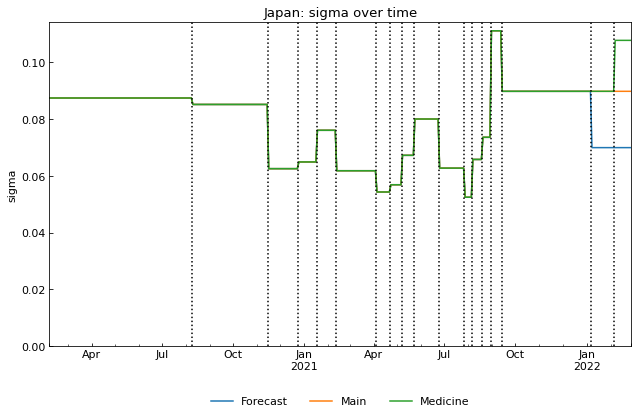 Japan: sigma over time
sigma
0.10
0.08
0.06
0.04
0.02
0.00
Apr Jul Oct Jan Apr Jul Oct Jan
2021 2022
Forecast Main Medicine